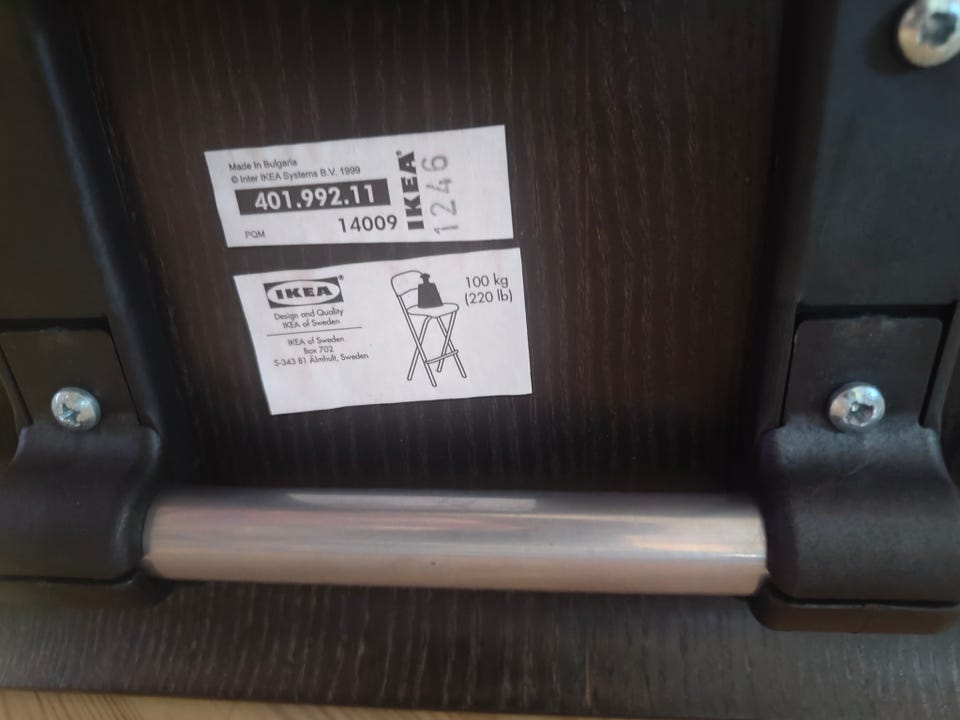 Made in Bulgaria
© Inter IKEA Systems B.V. 1999
401.992.11
14009
PQM
IKEA®
1246
IKEA®
Design and Quality
IKEA of Sweden
IKEA of Sweden
Box 702
S-343 81 Älmhult, Sweden
100 kg
(220 lb)